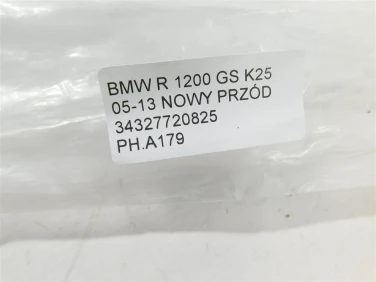 BMW R 1200 GS K25
05-13 NOWY PRZÓD
34327720825
PH.A179